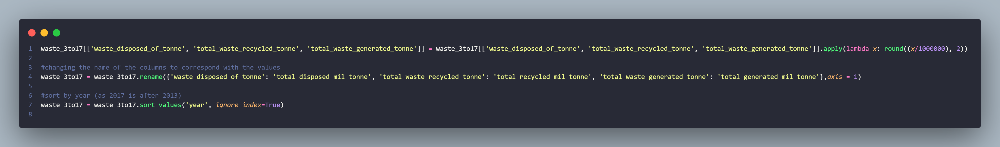 1 waste_3to17[['waste_disposed_of_tonne', 'total_waste_recycled_tonne', 'total_waste_generated_tonne']] = waste_3to17[['waste_disposed_of_tonne', 'total_waste_recycled_tonne', 'total_waste_generated_tonne']].apply(lambda x: round((x/1000000), 2))
2
3 #changing the name of the columns to correspond with the values
4 waste_3to17 = waste_3to17.rename({'waste_disposed_of_tonne': 'total_disposed_mil_tonne', 'total_waste_recycled_tonne': 'total_recycled_mil_tonne', 'total_waste_generated_tonne': 'total_generated_mil_tonne'},axis = 1)
5
6 #sort by year (as 2017 is after 2013)
7 waste_3to17 = waste_3to17.sort_values('year', ignore_index=True)
8